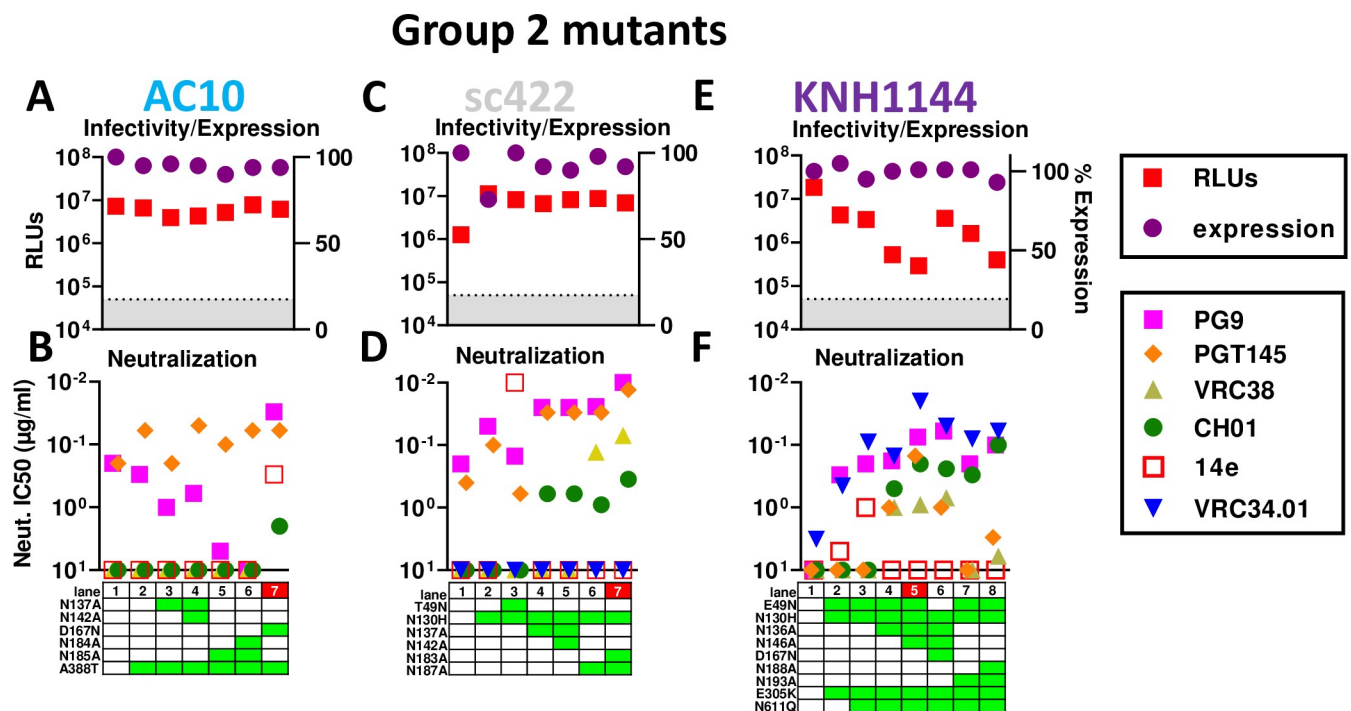 Group 2 mutants
A AC10
Infectivity/Expression
10^8 10^7 10^6 10^5 10^4
RLUs
100 50 0
C sc422
Infectivity/Expression
10^8 10^7 10^6 10^5 10^4
100 50 0
E KNH1144
Infectivity/Expression
10^8 10^7 10^6 10^5 10^4
100 50 0
% Expression
RLUs
expression
B Neutralization
10^-2 10^-1 10^0 10^1
Neut. IC50 (μg/ml)
lane 1 2 3 4 5 6 7
N137A
N142A
D167N
N184A
N185A
A388T
D Neutralization
10^-2 10^-1 10^0 10^1
lane 1 2 3 4 5 6 7
T49N
N130H
N137A
N142A
N183A
N187A
F Neutralization
10^-2 10^-1 10^0 10^1
lane 1 2 3 4 5 6 7 8
E49N
N130H
N136A
N146A
D167N
N188A
N193A
E305K
N611Q
PG9
PGT145
VRC38
CH01
14e
VRC34.01